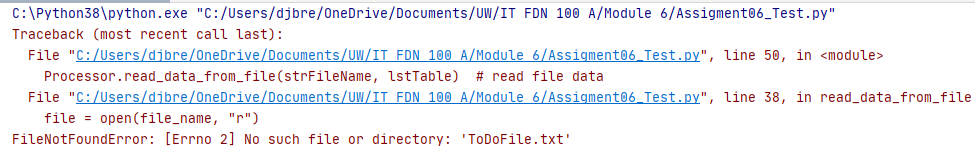 C:\Python38\python.exe "C:/Users/djbre/OneDrive/Documents/UW/IT FDN 100 A/Module 6/Assigment06_Test.py"
Traceback (most recent call last):
  File "C:/Users/djbre/OneDrive/Documents/UW/IT FDN 100 A/Module 6/Assigment06_Test.py", line 50, in <module>
    Processor.read_data_from_file(strFileName, lstTable)  # read file data
  File "C:/Users/djbre/OneDrive/Documents/UW/IT FDN 100 A/Module 6/Assigment06_Test.py", line 38, in read_data_from_file
    file = open(file_name, "r")
FileNotFoundError: [Errno 2] No such file or directory: 'ToDoFile.txt'